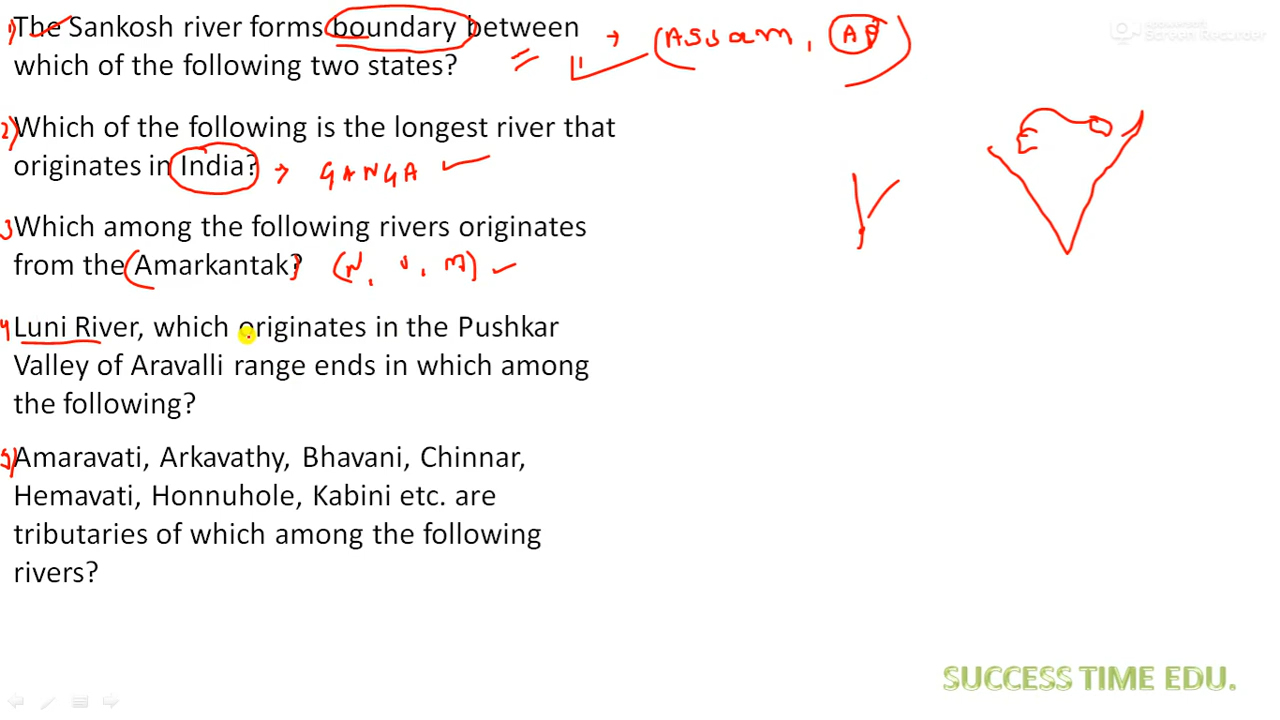 1) The Sankosh river forms boundary between → (Assam, AP)
which of the following two states?
2) Which of the following is the longest river that
originates in India? → GANGA
3 Which among the following rivers originates
from the (Amarkantak?) (N, J, M)
4 Luni River, which originates in the Pushkar
Valley of Aravalli range ends in which among
the following?
5) Amaravati, Arkavathy, Bhavani, Chinnar,
Hemavati, Honnuhole, Kabini etc. are
tributaries of which among the following
rivers?
Screen Recorder
SUCCESS TIME EDU.